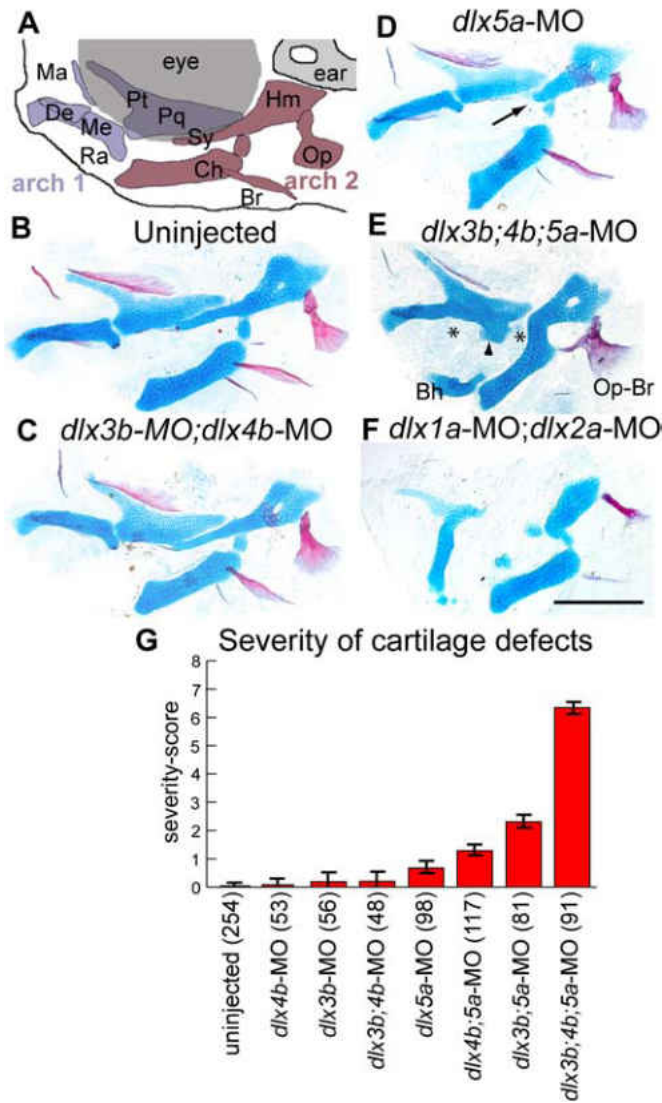 A
eye
ear
Ma
Pt
Hm
De
Me
Pq
Sy
Ra
Op
Ch
arch 1
arch 2
Br
B
Uninjected
C
dlx3b-MO;dlx4b-MO
D
dlx5a-MO
E
dlx3b;4b;5a-MO
*
*
Bh
Op-Br
F
dlx1a-MO;dlx2a-MO
G Severity of cartilage defects
severity-score
8
7
6
5
4
3
2
1
0
uninjected (254)
dlx4b-MO (53)
dlx3b-MO (56)
dlx3b;4b-MO (48)
dlx5a-MO (98)
dlx4b;5a-MO (117)
dlx3b;5a-MO (81)
dlx3b;4b;5a-MO (91)